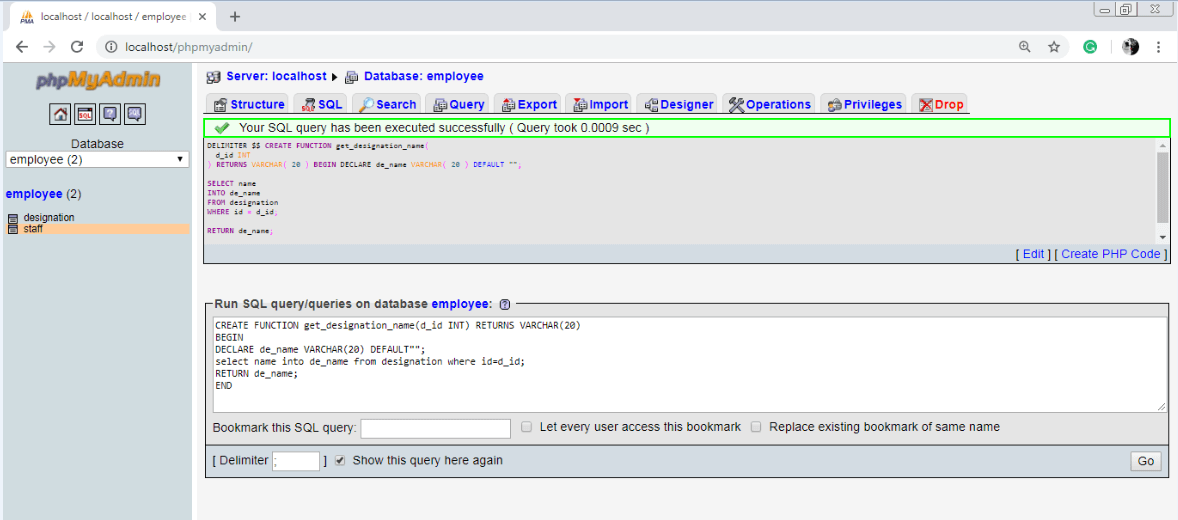 localhost / localhost / employee
localhost/phpmyadmin/
phpMyAdmin
SQL
Database
employee (2)
employee (2)
designation
staff
Server: localhost Database: employee
Structure SQL Search Query Export Import Designer Operations Privileges Drop
Your SQL query has been executed successfully ( Query took 0.0009 sec )
DELIMITER $$ CREATE FUNCTION get_designation_name(
d_id INT
) RETURNS VARCHAR( 20 ) BEGIN DECLARE de_name VARCHAR( 20 ) DEFAULT "";
SELECT name
INTO de_name
FROM designation
WHERE id = d_id;
RETURN de_name;
[ Edit ] [ Create PHP Code ]
Run SQL query/queries on database employee:
CREATE FUNCTION get_designation_name(d_id INT) RETURNS VARCHAR(20)
BEGIN
DECLARE de_name VARCHAR(20) DEFAULT"";
select name into de_name from designation where id=d_id;
RETURN de_name;
END
Bookmark this SQL query: Let every user access this bookmark Replace existing bookmark of same name
[ Delimiter ; ] Show this query here again Go